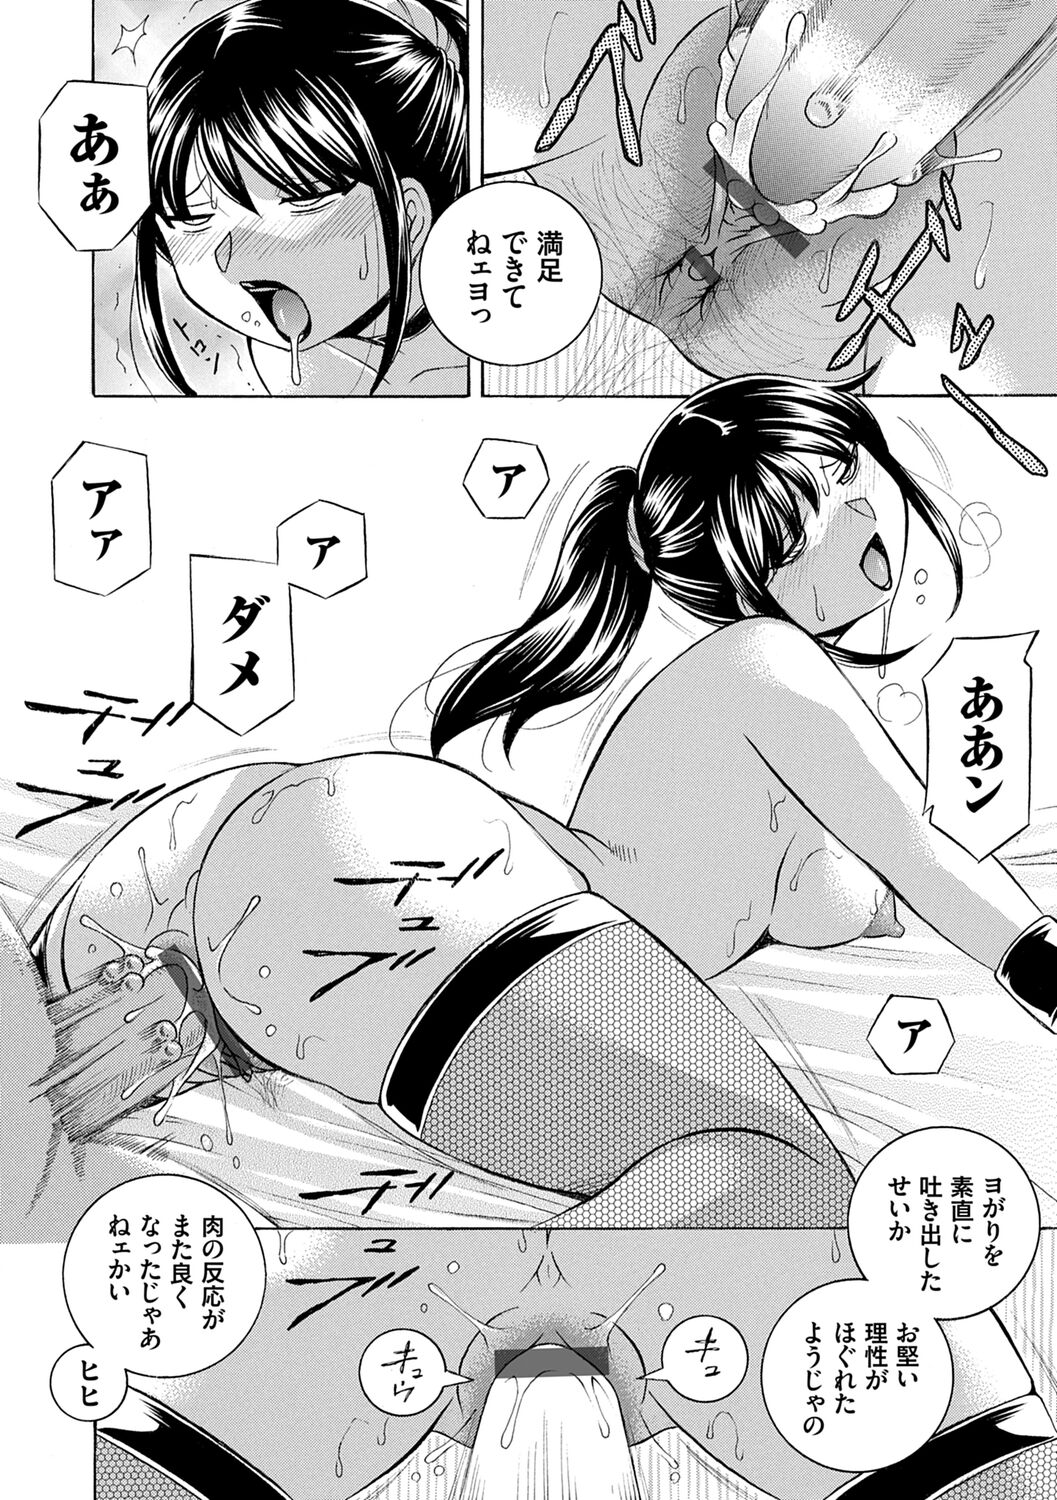 満足
できて
ねェヨっ
ああ
トロン
ああン
ア
ア
ダメ
アァ
ア
ヨがりを
素直に
吐き出した
せいか
お堅い
理性が
ほぐれた
ようじゃの
キュ
キュウ
肉の反応が
また良く
なったじゃあ
ねェかい
ヒヒ